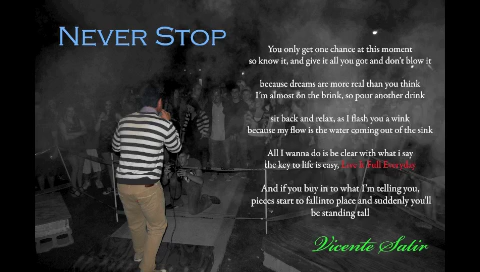 NEVER STOP
You only get one chance at this moment
so know it, and give it all you got and don't blow it
because dreams are more real than you think
I'm almost on the brink, so pour another drink
sit back and relax, as I flash you a wink
because my flow is the water coming out of the sink
All I wanna do is be clear with what i say
the key to life is easy, Live It Full Everyday
And if you buy in to what I'm telling you,
pieces start to fallinto place and suddenly you'll
be standing tall
Vicente Salir